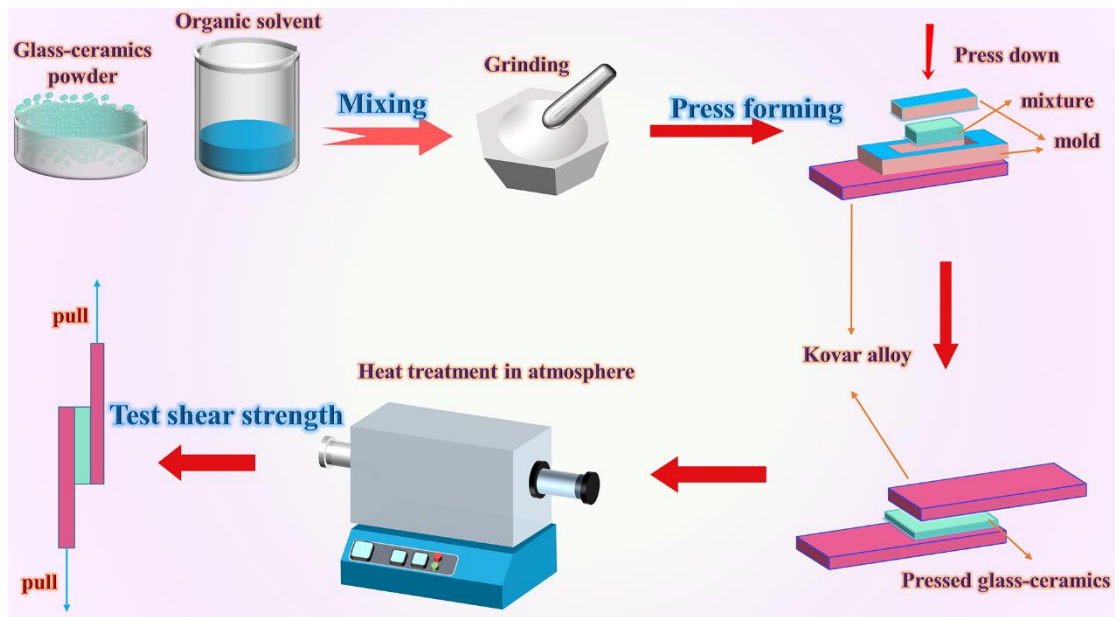 Organic solvent
Glass-ceramics
powder
Mixing
Grinding
Press forming
Press down
mixture
mold
Kovar alloy
Pressed glass-ceramics
Heat treatment in atmosphere
Test shear strength
pull
pull